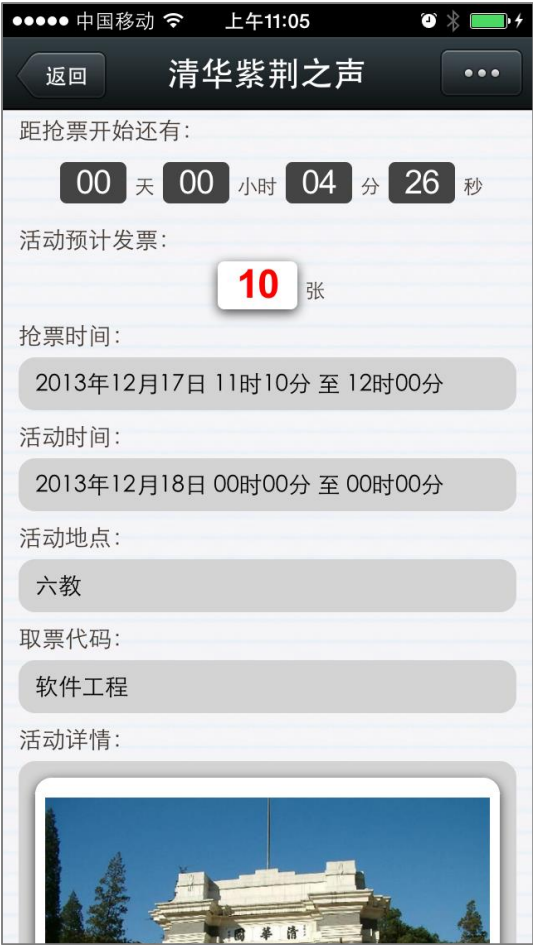 中国移动 上午11:05
返回 清华紫荆之声
距抢票开始还有:
00 天 00 小时 04 分 26 秒
活动预计发票:
10 张
抢票时间:
2013年12月17日 11时10分 至 12时00分
活动时间:
2013年12月18日 00时00分 至 00时00分
活动地点:
六教
取票代码:
软件工程
活动详情:
園 華 清